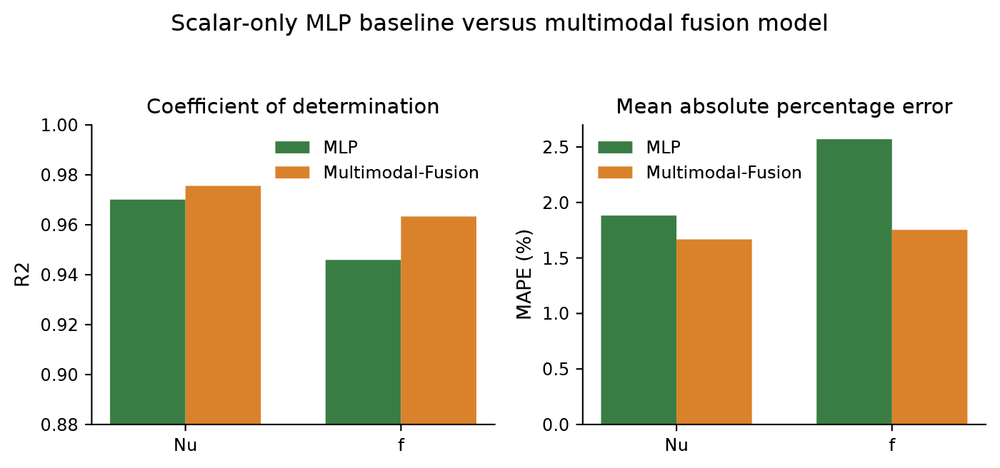 Scalar-only MLP baseline versus multimodal fusion model
Coefficient of determination
R2
1.00
0.98
0.96
0.94
0.92
0.90
0.88
MLP
Multimodal-Fusion
Nu
f
Mean absolute percentage error
MAPE (%)
2.5
2.0
1.5
1.0
0.5
0.0
MLP
Multimodal-Fusion
Nu
f